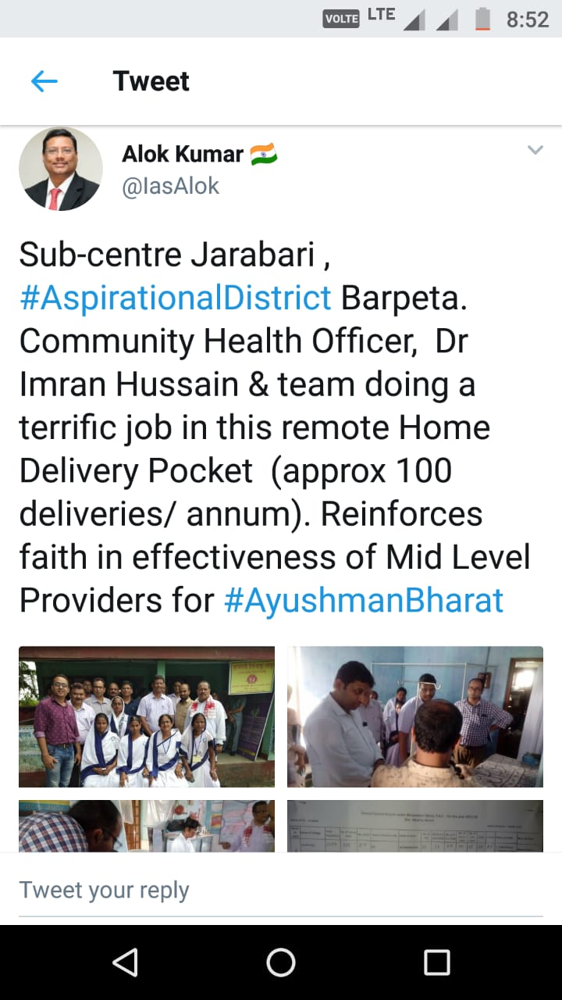 VOLTE LTE 8:52
Tweet
Alok Kumar 🇮🇳
@IasAlok
Sub-centre Jarabari ,
#AspirationalDistrict Barpeta.
Community Health Officer,  Dr
Imran Hussain & team doing a
terrific job in this remote Home
Delivery Pocket  (approx 100
deliveries/ annum). Reinforces
faith in effectiveness of Mid Level
Providers for #AyushmanBharat
Tweet your reply